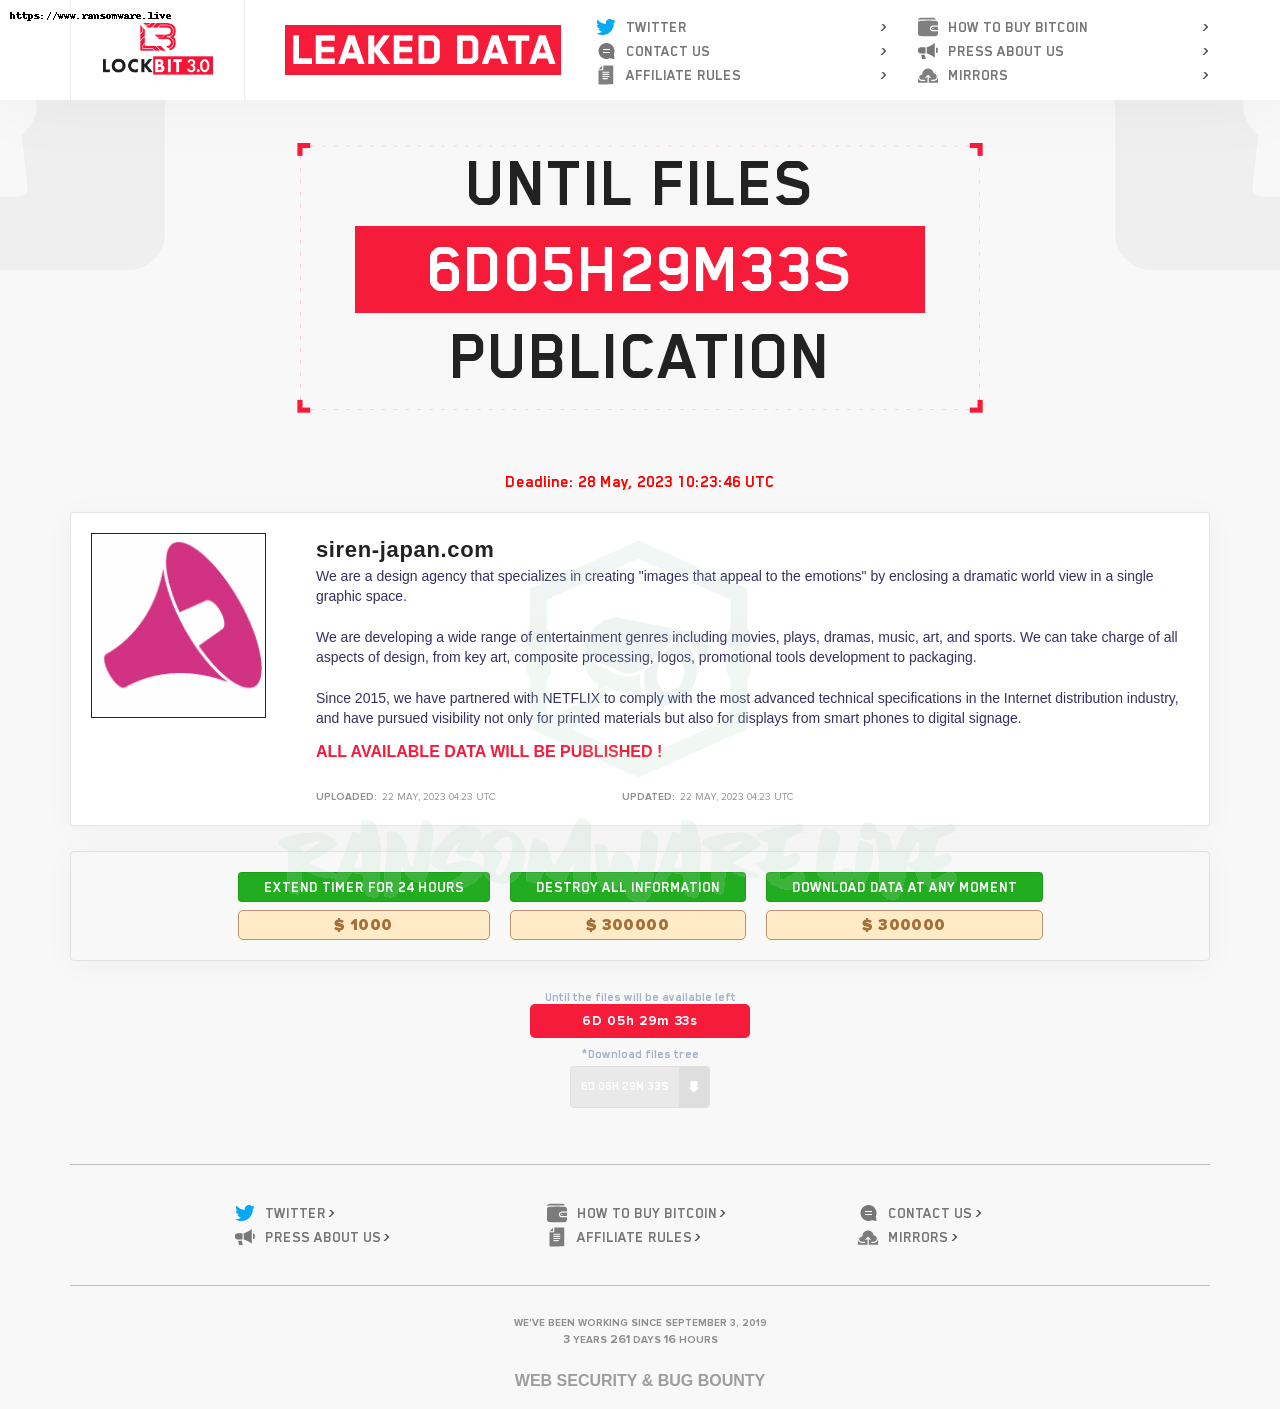 https://www.ransomware.live
LOCKBIT 3.0
LEAKED DATA
TWITTER
CONTACT US
AFFILIATE RULES
HOW TO BUY BITCOIN
PRESS ABOUT US
MIRRORS
UNTIL FILES
6D05H29M33S
PUBLICATION
Deadline: 28 May, 2023 10:23:46 UTC
siren-japan.com
We are a design agency that specializes in creating "images that appeal to the emotions" by enclosing a dramatic world view in a single
graphic space.
We are developing a wide range of entertainment genres including movies, plays, dramas, music, art, and sports. We can take charge of all
aspects of design, from key art, composite processing, logos, promotional tools development to packaging.
Since 2015, we have partnered with NETFLIX to comply with the most advanced technical specifications in the Internet distribution industry,
and have pursued visibility not only for printed materials but also for displays from smart phones to digital signage.
ALL AVAILABLE DATA WILL BE PUBLISHED !
UPLOADED: 22 MAY, 2023 04:23 UTC UPDATED: 22 MAY, 2023 04:23 UTC
RANSOMWARE.LIVE
EXTEND TIMER FOR 24 HOURS DESTROY ALL INFORMATION DOWNLOAD DATA AT ANY MOMENT
$ 1000 $ 300000 $ 300000
Until the files will be available left
6D 05h 29m 33s
*Download files tree
6D 06H 29M 33S
TWITTER HOW TO BUY BITCOIN CONTACT US
PRESS ABOUT US AFFILIATE RULES MIRRORS
WE'VE BEEN WORKING SINCE SEPTEMBER 3, 2019
3 YEARS 261 DAYS 16 HOURS
WEB SECURITY & BUG BOUNTY